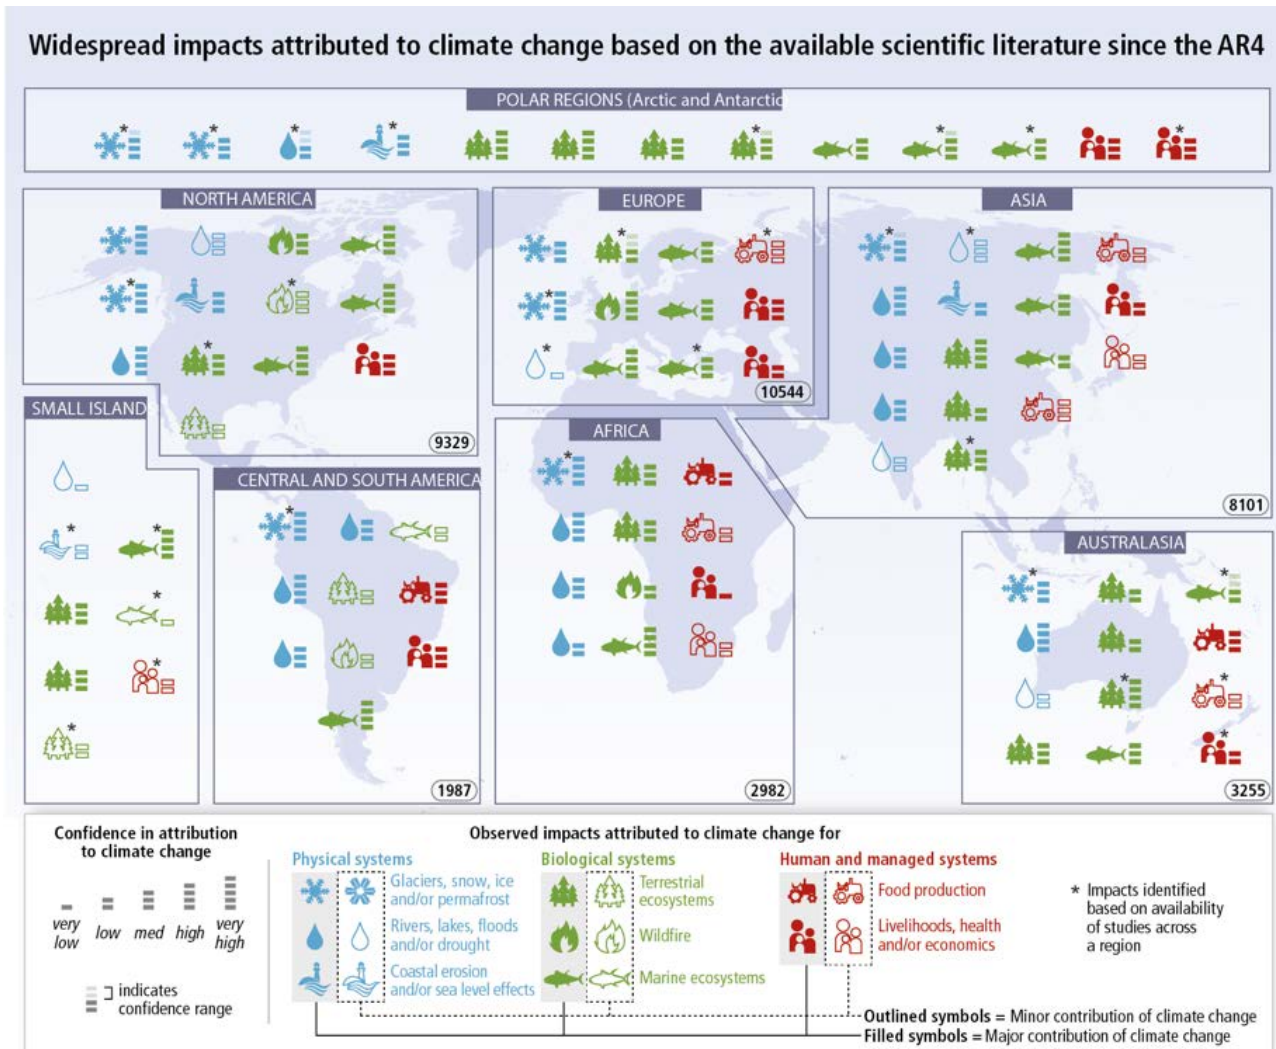 Widespread impacts attributed to climate change based on the available scientific literature since the AR4
POLAR REGIONS (Arctic and Antarctic
NORTH AMERICA
EUROPE
ASIA
10544
SMALL ISLAND
9329
AFRICA
CENTRAL AND SOUTH AMERICA
8101
AUSTRALASIA
1987
2982
3255
Confidence in attribution
to climate change
very low
low
med
high
very high
indicates
confidence range
Observed impacts attributed to climate change for
Physical systems
Glaciers, snow, ice
and/or permafrost
Rivers, lakes, floods
and/or drought
Coastal erosion
and/or sea level effects
Biological systems
Terrestrial
ecosystems
Wildfire
Marine ecosystems
Human and managed systems
Food production
Livelihoods, health
and/or economics
* Impacts identified
based on availability
of studies across
a region
Outlined symbols = Minor contribution of climate change
Filled symbols = Major contribution of climate change